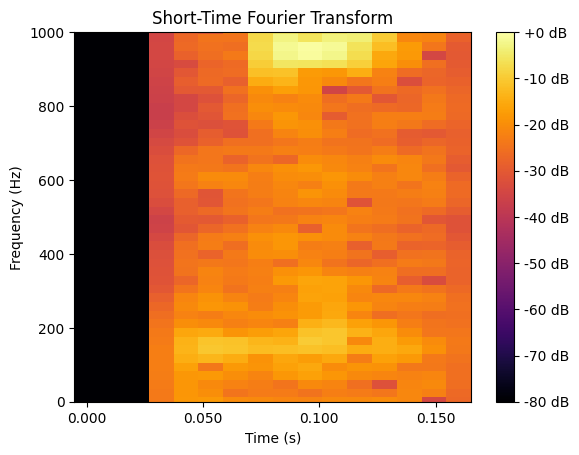 Short-Time Fourier Transform
1000
800
600
400
200
0
Frequency (Hz)
0.000
0.050
0.100
0.150
Time (s)
+0 dB
-10 dB
-20 dB
-30 dB
-40 dB
-50 dB
-60 dB
-70 dB
-80 dB